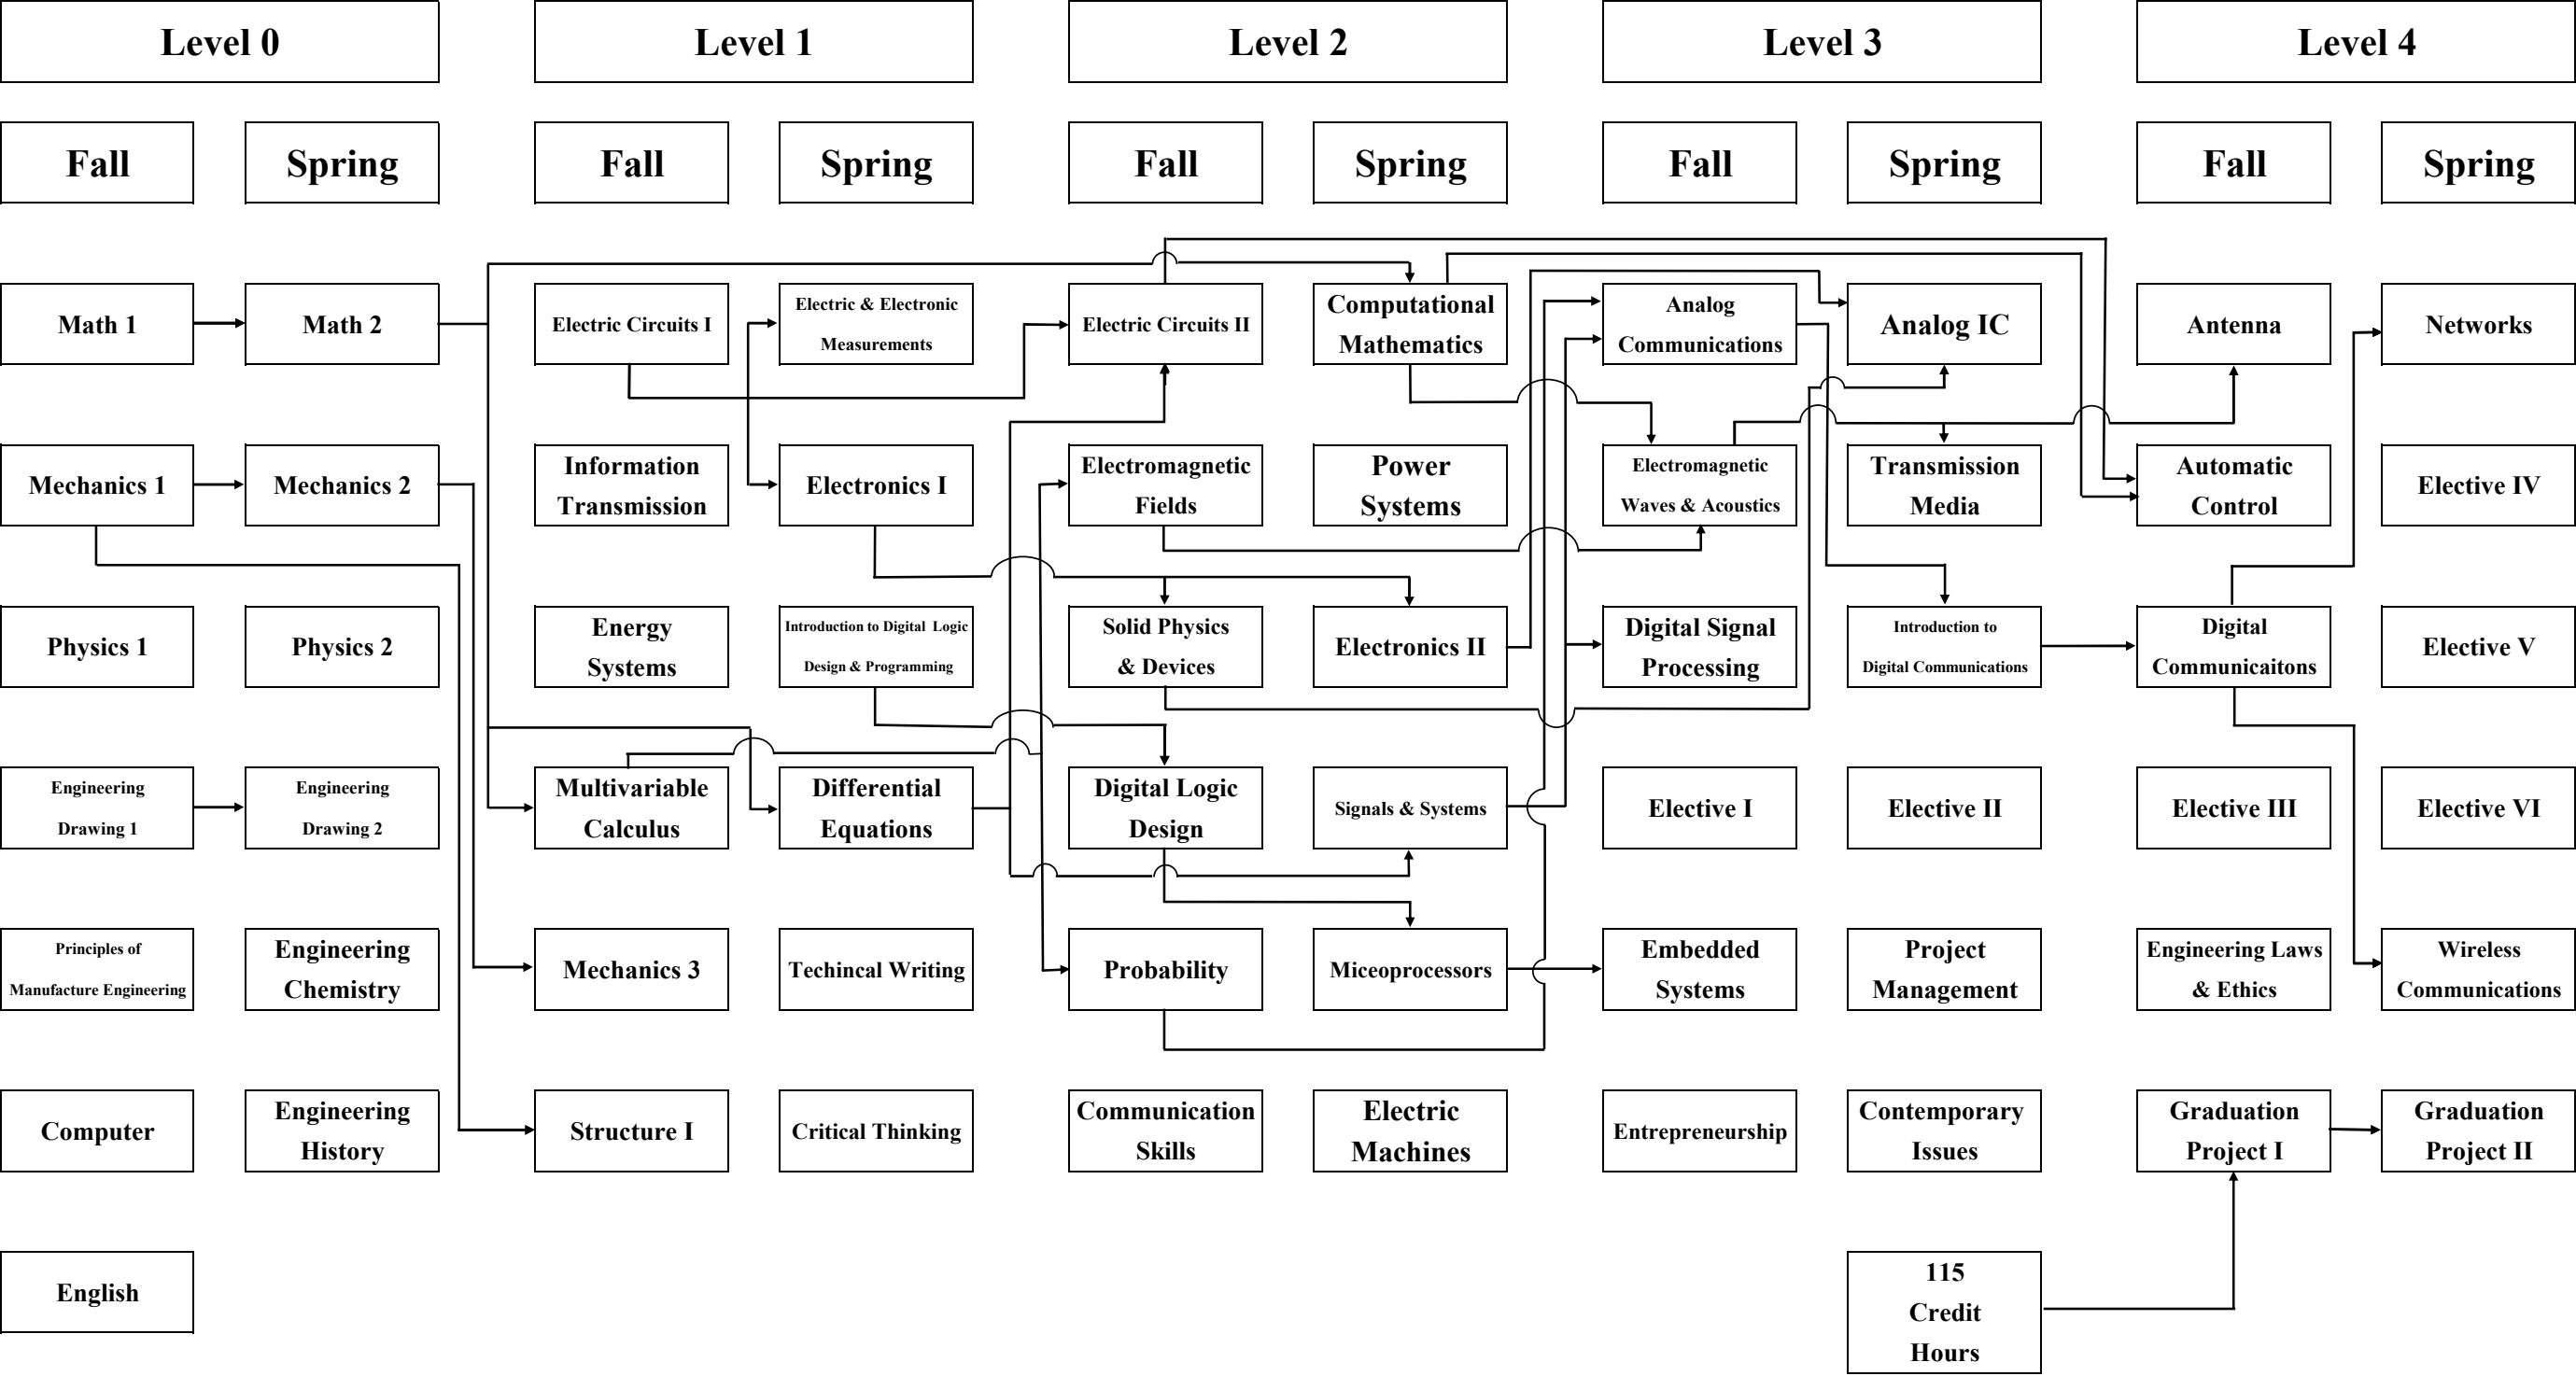 Level 0
Level 1
Level 2
Level 3
Level 4
Fall
Spring
Fall
Spring
Fall
Spring
Fall
Spring
Fall
Spring
Math 1
Math 2
Electric Circuits I
Electric & Electronic
Measurements
Electric Circuits II
Computational
Mathematics
Analog
Communications
Analog IC
Antenna
Networks
Mechanics 1
Mechanics 2
Information
Transmission
Electronics I
Electromagnetic
Fields
Power
Systems
Electromagnetic
Waves & Acoustics
Transmission
Media
Automatic
Control
Elective IV
Physics 1
Physics 2
Energy
Systems
Introduction to Digital Logic
Design & Programming
Solid Physics
& Devices
Electronics II
Digital Signal
Processing
Introduction to
Digital Communications
Digital
Communicaitons
Elective V
Engineering
Drawing 1
Engineering
Drawing 2
Multivariable
Calculus
Differential
Equations
Digital Logic
Design
Signals & Systems
Elective I
Elective II
Elective III
Elective VI
Principles of
Manufacture Engineering
Engineering
Chemistry
Mechanics 3
Techincal Writing
Probability
Miceoprocessors
Embedded
Systems
Project
Management
Engineering Laws
& Ethics
Wireless
Communications
Computer
Engineering
History
Structure I
Critical Thinking
Communication
Skills
Electric
Machines
Entrepreneurship
Contemporary
Issues
Graduation
Project I
Graduation
Project II
English
115
Credit
Hours